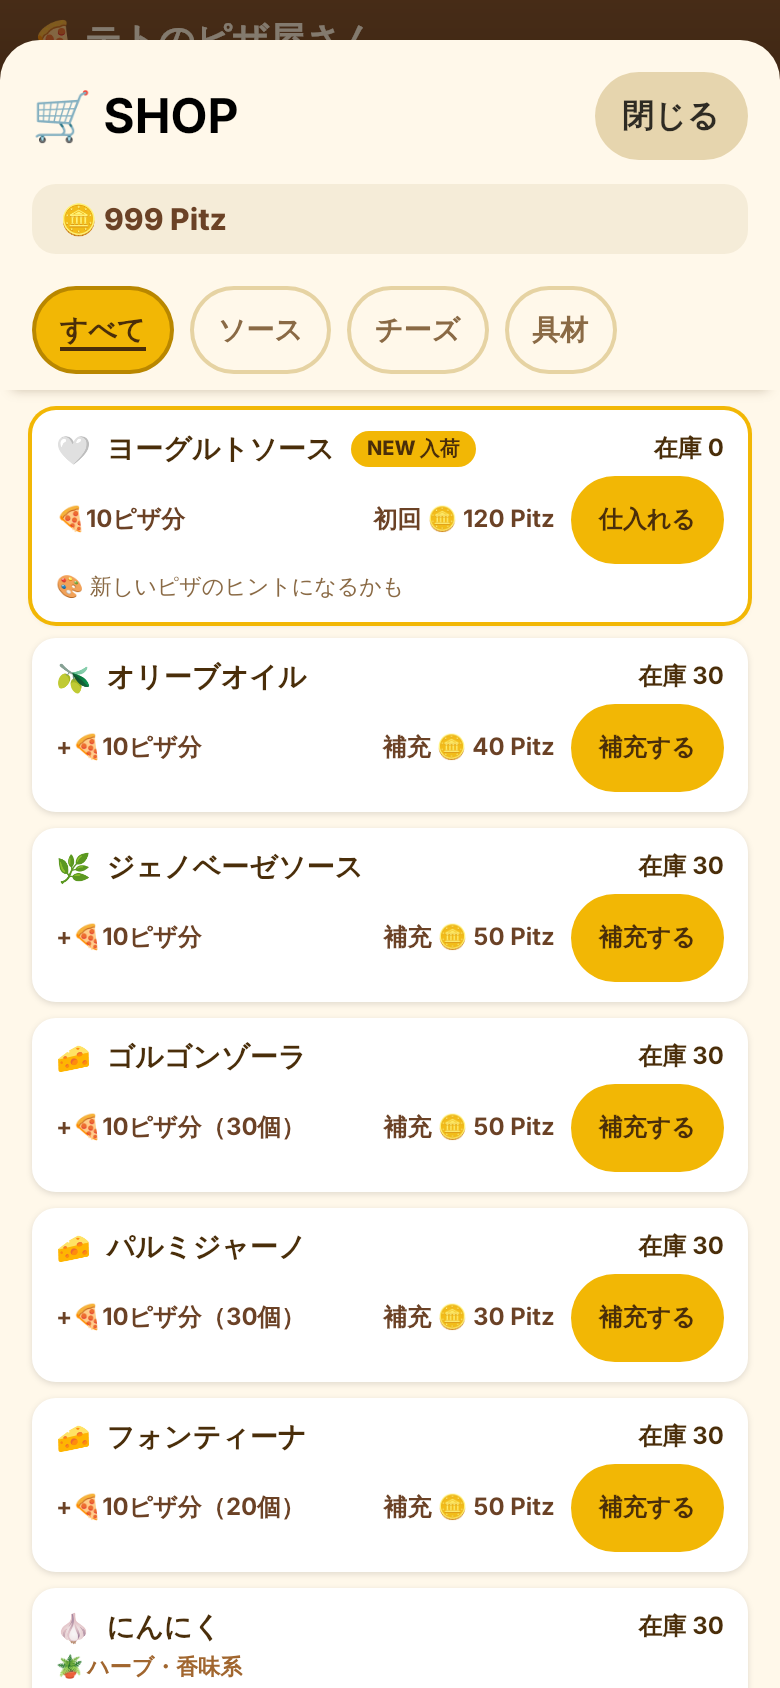 テトのピザ屋さん
SHOP
閉じる
999 Pitz
すべて
ソース
チーズ
具材
ヨーグルトソース NEW 入荷 在庫 0
10ピザ分 初回 120 Pitz 仕入れる
新しいピザのヒントになるかも
オリーブオイル 在庫 30
+10ピザ分 補充 40 Pitz 補充する
ジェノベーゼソース 在庫 30
+10ピザ分 補充 50 Pitz 補充する
ゴルゴンゾーラ 在庫 30
+10ピザ分（30個） 補充 50 Pitz 補充する
パルミジャーノ 在庫 30
+10ピザ分（30個） 補充 30 Pitz 補充する
フォンティーナ 在庫 30
+10ピザ分（20個） 補充 50 Pitz 補充する
にんにく 在庫 30
ハーブ・香味系